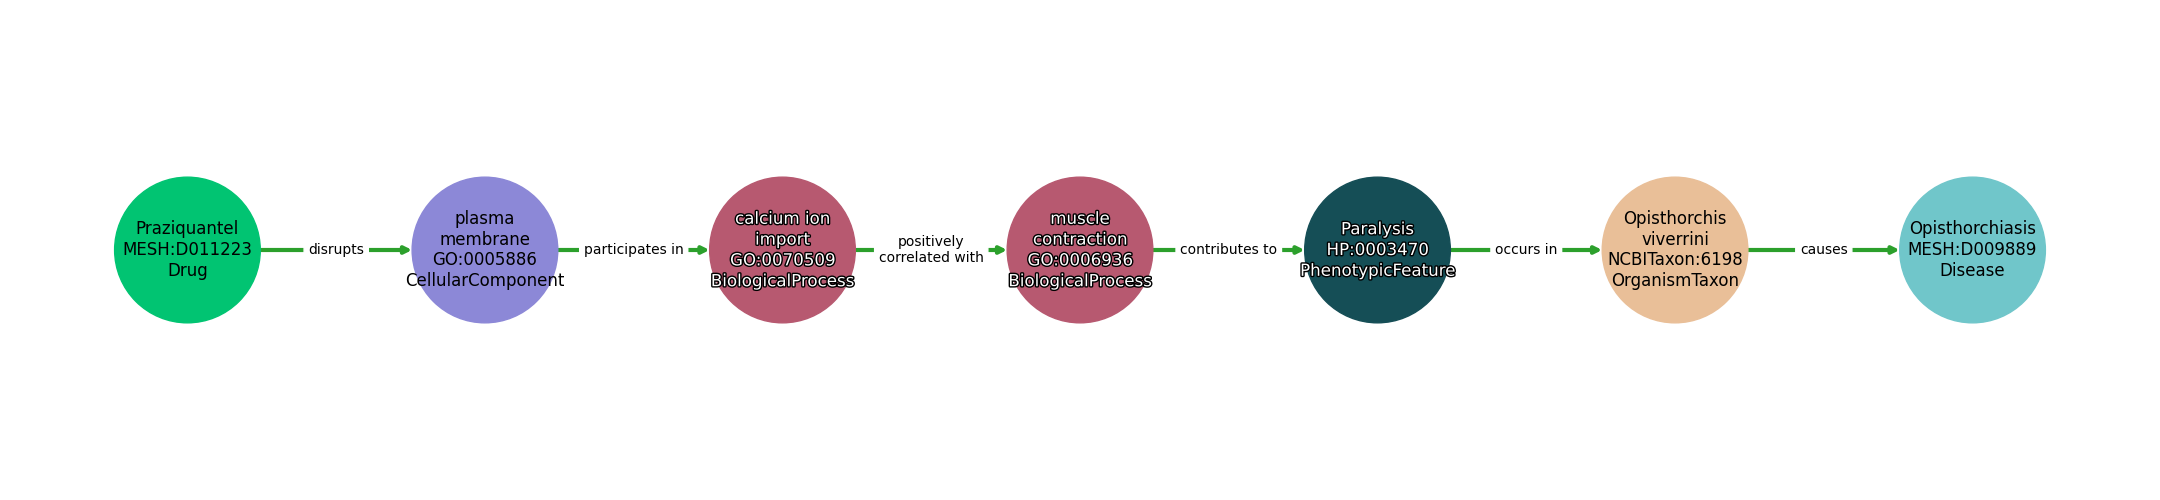 Praziquantel
MESH:D011223
Drug
disrupts
plasma
membrane
GO:0005886
CellularComponent
participates in
calcium ion
import
GO:0070509
BiologicalProcess
positively
correlated with
muscle
contraction
GO:0006936
BiologicalProcess
contributes to
Paralysis
HP:0003470
PhenotypicFeature
occurs in
Opisthorchis
viverrini
NCBITaxon:6198
OrganismTaxon
causes
Opisthorchiasis
MESH:D009889
Disease